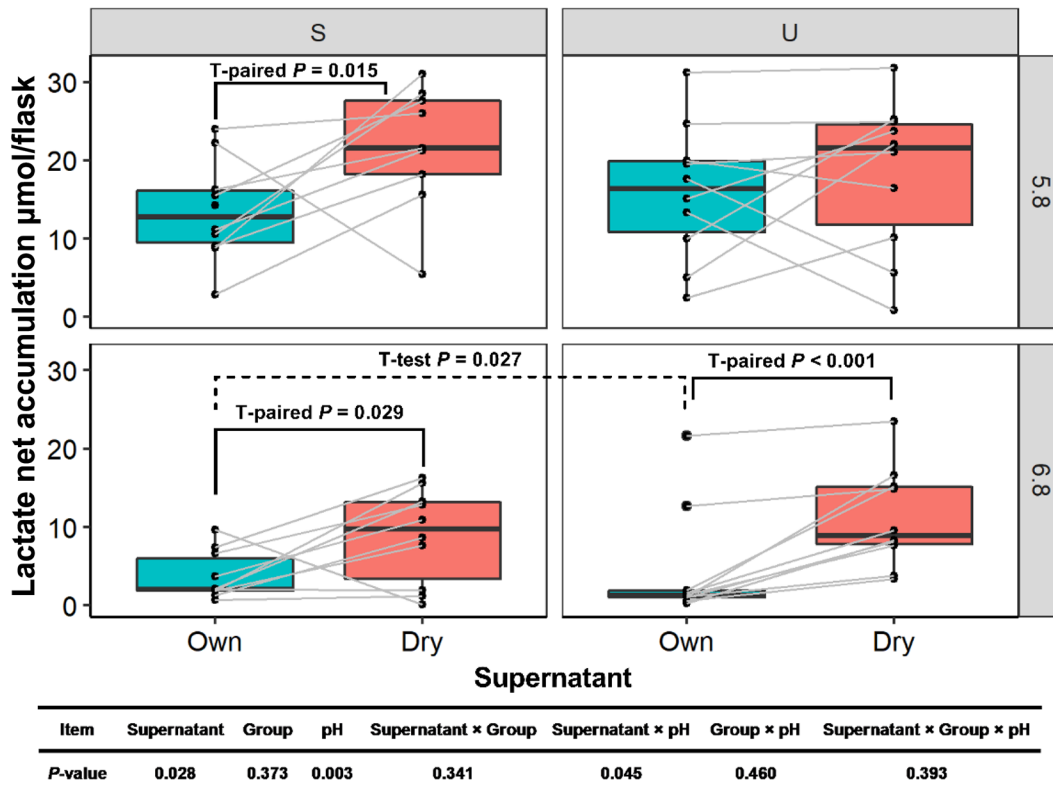 S
U
Lactate net accumulation µmol/flask
30
20
10
0
T-paired P = 0.015
5.8
30
20
10
0
T-test P = 0.027
T-paired P = 0.029
T-paired P < 0.001
6.8
Own
Dry
Own
Dry
Supernatant
Item Supernatant Group pH Supernatant × Group Supernatant × pH Group × pH Supernatant × Group × pH
P-value 0.028 0.373 0.003 0.341 0.045 0.460 0.393